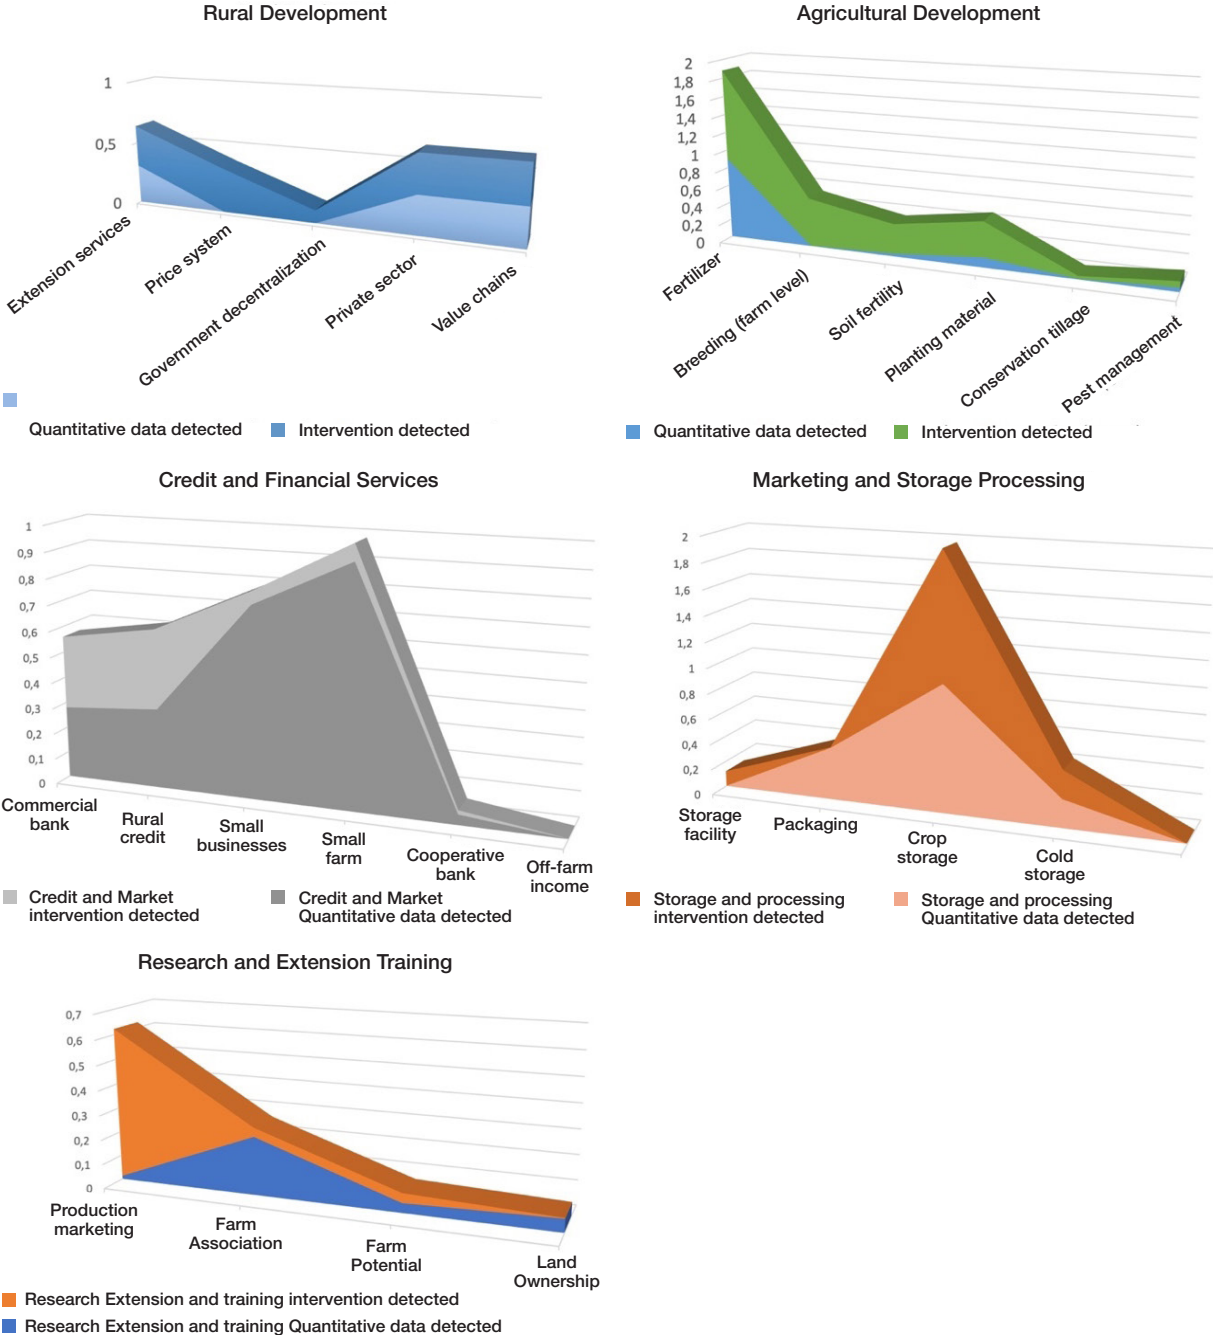 Rural Development
1
0,5
0
Extension services
Price system
Government decentralization
Private sector
Value chains
Quantitative data detected
Intervention detected
Agricultural Development
2
1,8
1,6
1,4
1,2
1
0,8
0,6
0,4
0,2
0
Fertilizer
Breeding (farm level)
Soil fertility
Planting material
Conservation tillage
Pest management
Quantitative data detected
Intervention detected
Credit and Financial Services
1
0,9
0,8
0,7
0,6
0,5
0,4
0,3
0,2
0,1
0
Commercial
bank
Rural
credit
Small
businesses
Small
farm
Cooperative
bank
Off-farm
income
Credit and Market
intervention detected
Credit and Market
Quantitative data detected
Marketing and Storage Processing
2
1,8
1,6
1,4
1,2
1
0,8
0,6
0,4
0,2
0
Storage
facility
Packaging
Crop
storage
Cold
storage
Storage and processing
intervention detected
Storage and processing
Quantitative data detected
Research and Extension Training
0,7
0,6
0,5
0,4
0,3
0,2
0,1
0
Production
marketing
Farm
Association
Farm
Potential
Land
Ownership
Research Extension and training intervention detected
Research Extension and training Quantitative data detected